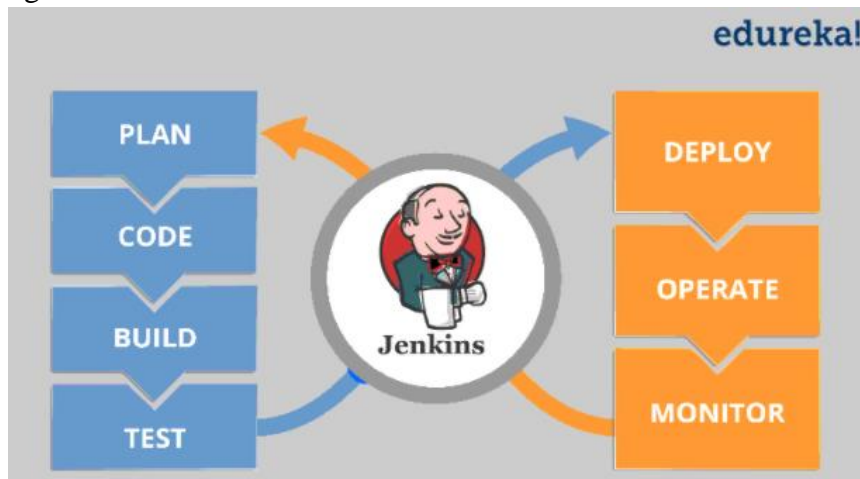 edureka!
PLAN
CODE
BUILD
TEST
Jenkins
DEPLOY
OPERATE
MONITOR